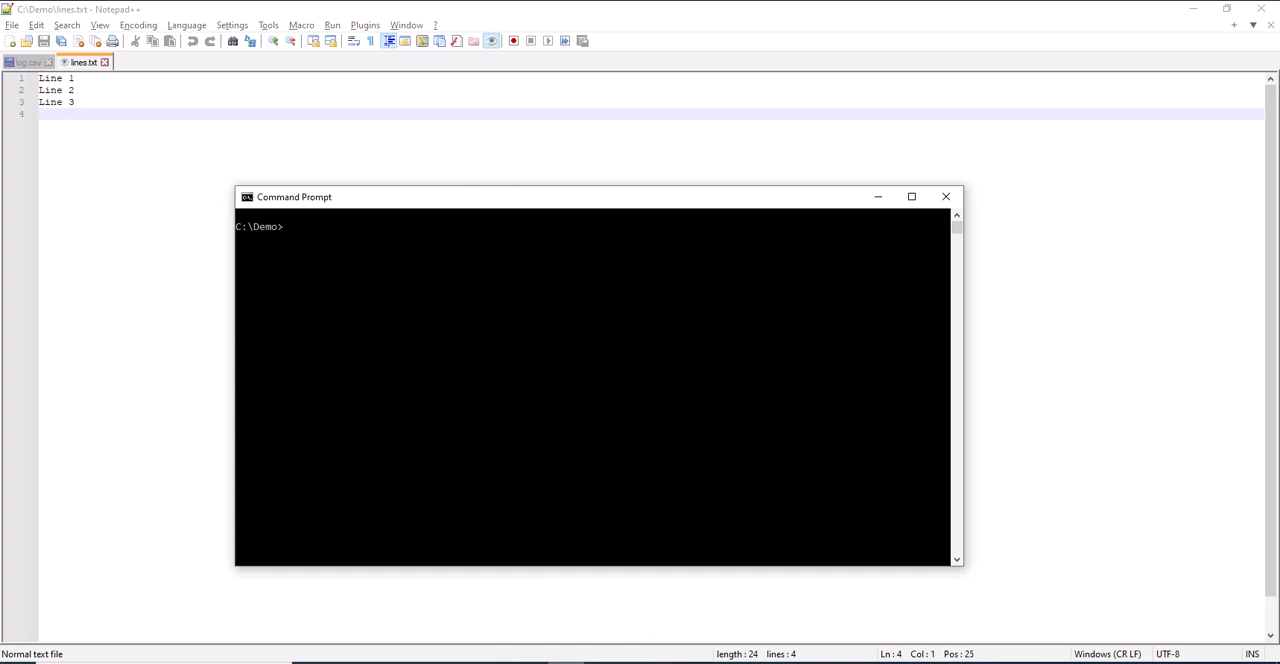 C:\Demo\lines.txt - Notepad++
File Edit Search View Encoding Language Settings Tools Macro Run Plugins Window ?
log.csv lines.txt
1 Line 1
2 Line 2
3 Line 3
4
Command Prompt
C:\Demo>
Normal text file length : 24 lines : 4 Ln : 4 Col : 1 Pos : 25 Windows (CR LF) UTF-8 INS